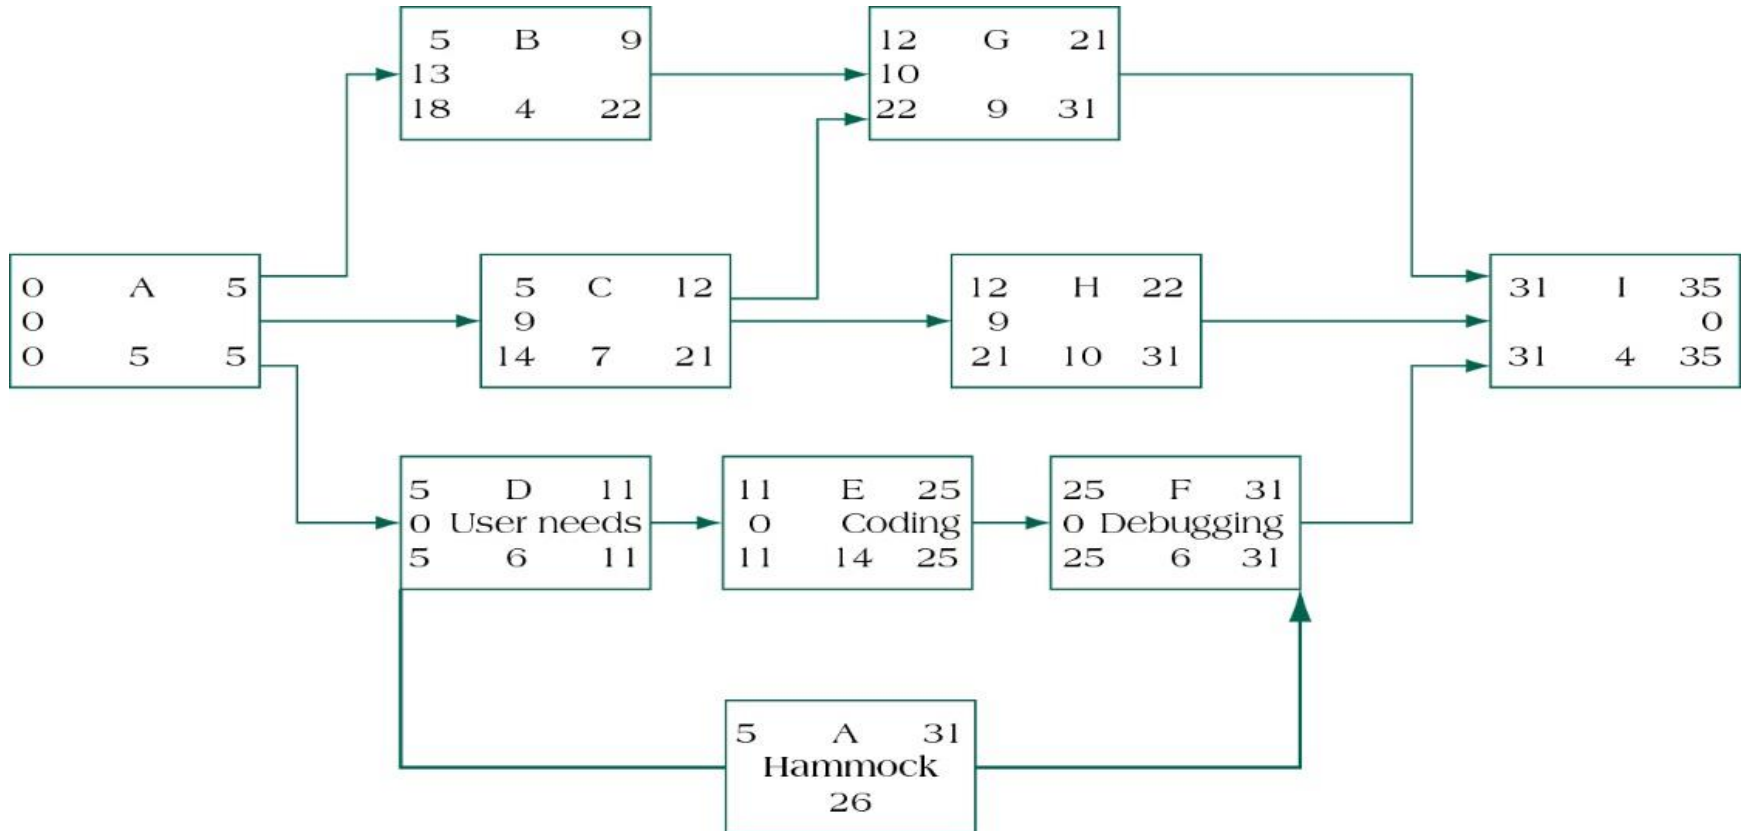 5 B 9
13
18 4 22
12 G 21
10
22 9 31
0 A 5
0
0 5 5
5 C 12
9
14 7 21
12 H 22
9
21 10 31
31 I 35
0
31 4 35
5 D 11
0 User needs
5 6 11
11 E 25
0 Coding
11 14 25
25 F 31
0 Debugging
25 6 31
5 A 31
Hammock
26